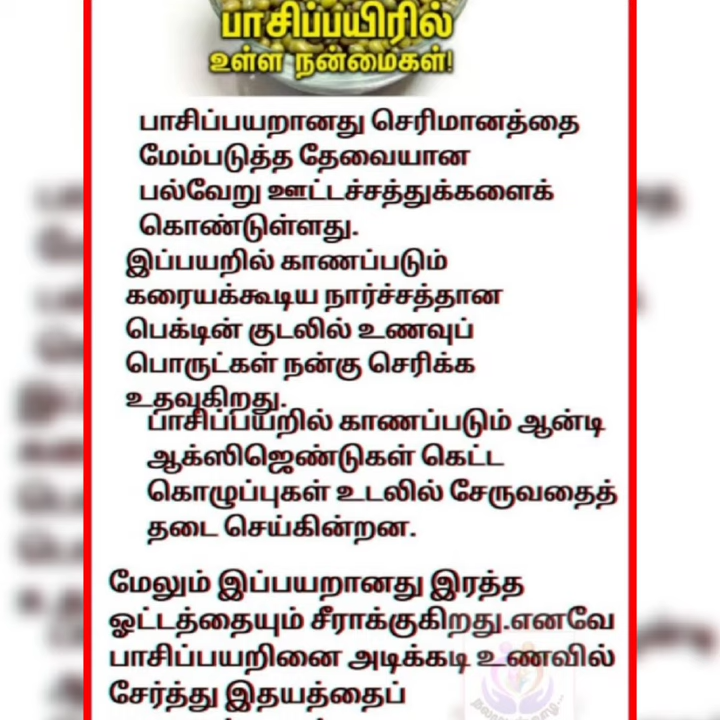 பாசிப்பயிரில்
உள்ள நன்மைகள்!
பாசிப்பயறானது செரிமானத்தை
மேம்படுத்த தேவையான
பல்வேறு ஊட்டச்சத்துக்களைக்
கொண்டுள்ளது.
இப்பயறில் காணப்படும்
கரையக்கூடிய நார்ச்சத்தான
பெக்டின் குடலில் உணவுப்
பொருட்கள் நன்கு செரிக்க
உதவுகிறது.
பாசிப்பயறில் காணப்படும் ஆன்டி
ஆக்ஸிஜெண்டுகள் கெட்ட
கொழுப்புகள் உடலில் சேருவதைத்
தடை செய்கின்றன.
மேலும் இப்பயறானது இரத்த
ஓட்டத்தையும் சீராக்குகிறது.எனவே
பாசிப்பயறினை அடிக்கடி உணவில்
சேர்த்து இதயத்தைப்